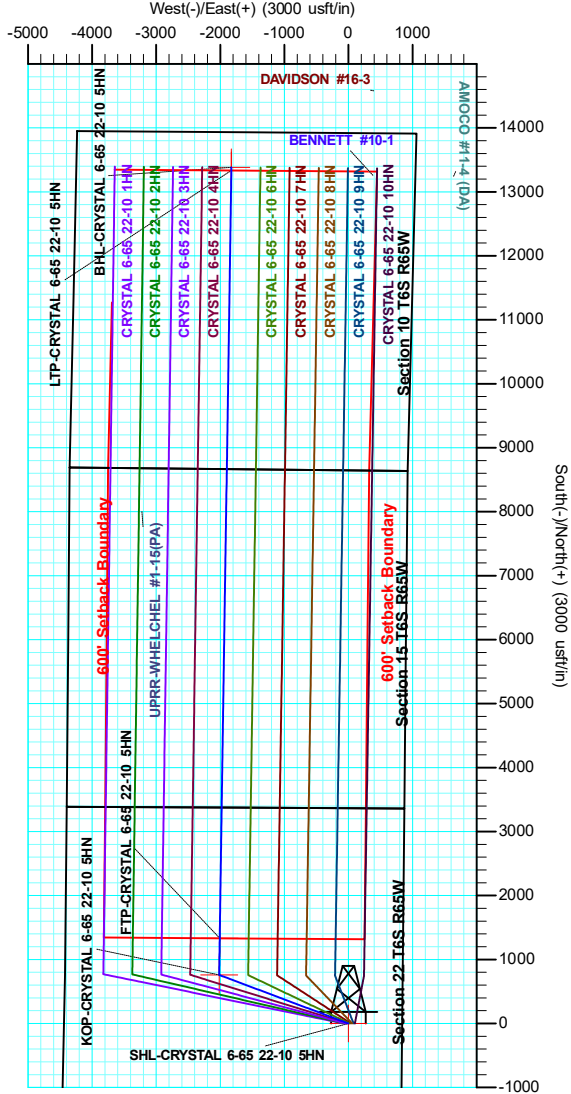 West(-)/East(+) (3000 usft/in)
-5000 -4000 -3000 -2000 -1000 0 1000 2000
DAVIDSON #16-3
AMOCO #11-4 (DA)
BENNETT #10-1
LTP-CRYSTAL 6-65 22-10 5HN
BHL-CRYSTAL 6-65 22-10 5HN
CRYSTAL 6-65 22-10 1HN
CRYSTAL 6-65 22-10 2HN
CRYSTAL 6-65 22-10 3HN
CRYSTAL 6-65 22-10 4HN
CRYSTAL 6-65 22-10 6HN
CRYSTAL 6-65 22-10 7HN
CRYSTAL 6-65 22-10 8HN
CRYSTAL 6-65 22-10 9HN
CRYSTAL 6-65 22-10 10HN
Section 10 T6S R65W
600' Setback Boundary
UPRR-WHELCHEL #1-15(PA)
600' Setback Boundary
Section 15 T6S R65W
FTP-CRYSTAL 6-65 22-10 5HN
KOP-CRYSTAL 6-65 22-10 5HN
Section 22 T6S R65W
SHL-CRYSTAL 6-65 22-10 5HN
14000
13000
12000
11000
10000
9000
8000
7000
6000
5000
4000
3000
2000
1000
0
-1000
South(-)/North(+) (3000 usft/in)